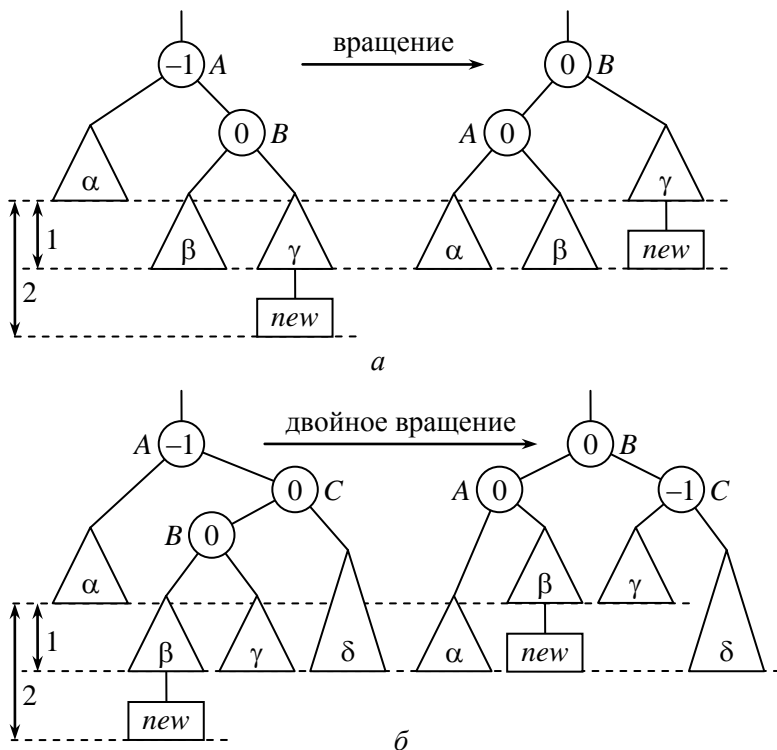 вращение
–1 A
0 B
0 B
A 0
α
γ
1
β
γ
α
β
new
2
new
а
двойное вращение
A –1
0 B
0 C
A 0
–1 C
B 0
α
β
γ
1
β
γ
δ
α
new
δ
2
new
б